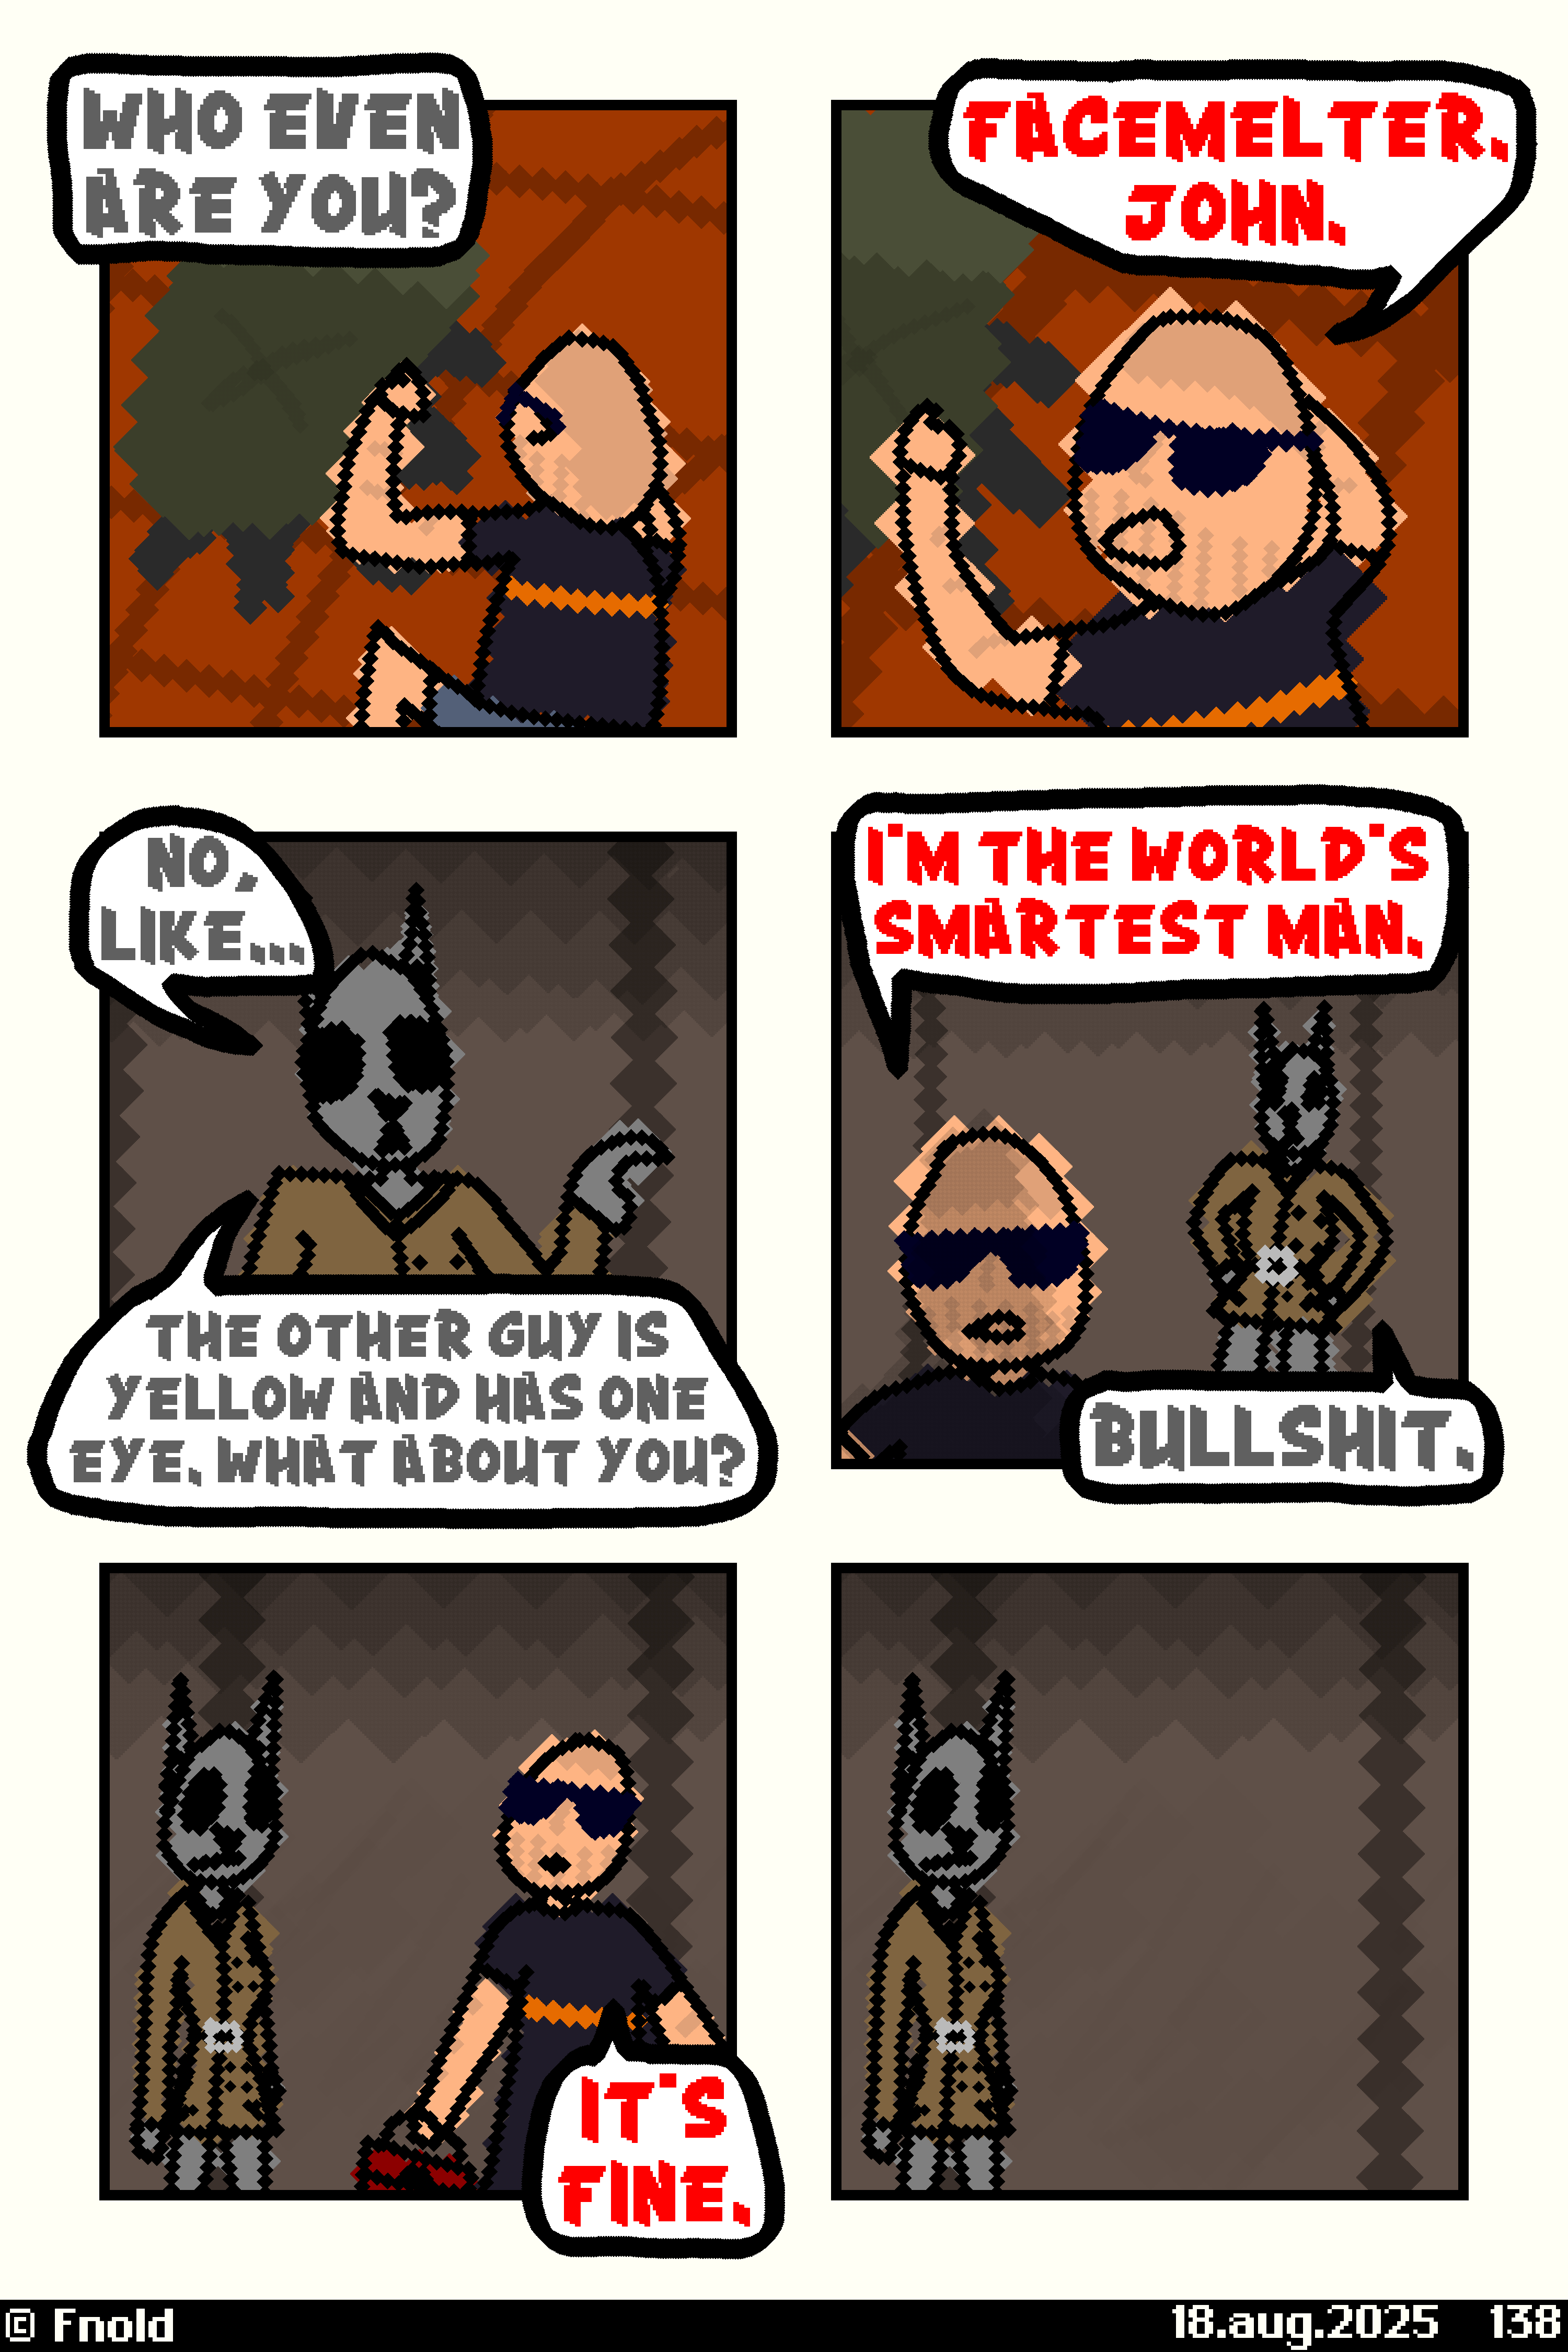 WHO EVEN
ARE YOU?
FACEMELTER.
JOHN.
NO,
LIKE...
THE OTHER GUY IS
YELLOW AND HAS ONE
EYE. WHAT ABOUT YOU?
I'M THE WORLD'S
SMARTEST MAN.
BULLSHIT.
IT'S
FINE.
© Fnold
18.aug.2025 138